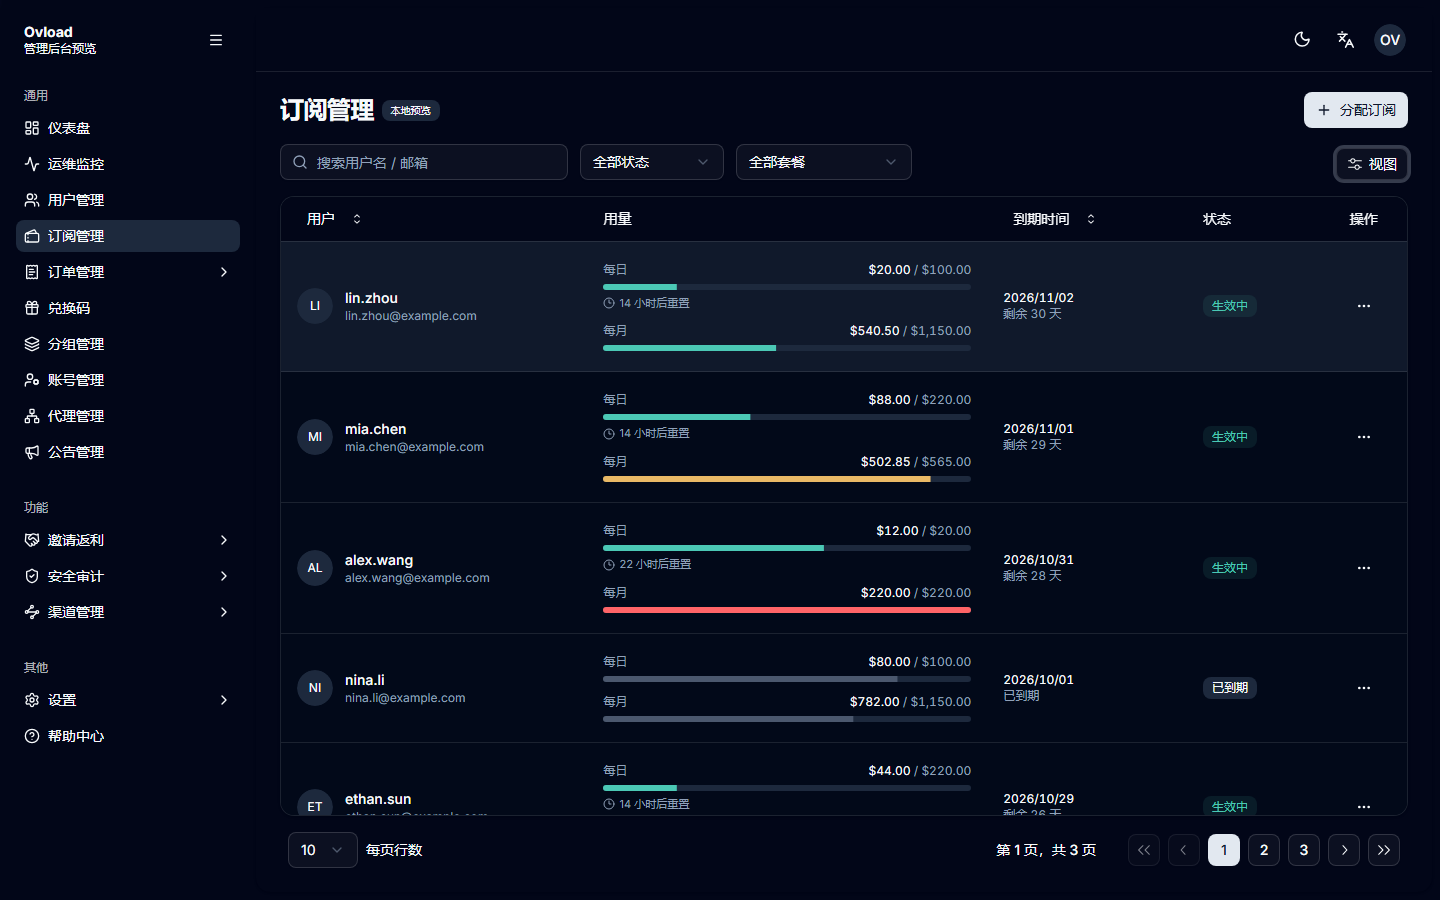 Ovload
管理后台预览
通用
仪表盘
运维监控
用户管理
订阅管理
订单管理
兑换码
分组管理
账号管理
代理管理
公告管理
功能
邀请返利
安全审计
渠道管理
其他
设置
帮助中心
OV
订阅管理 本地预览
分配订阅
搜索用户名 / 邮箱
全部状态
全部套餐
视图
用户 用量 到期时间 状态 操作
LI
lin.zhou
lin.zhou@example.com
每日 $20.00 / $100.00
14 小时后重置
每月 $540.50 / $1,150.00
2026/11/02
剩余 30 天
生效中
MI
mia.chen
mia.chen@example.com
每日 $88.00 / $220.00
14 小时后重置
每月 $502.85 / $565.00
2026/11/01
剩余 29 天
生效中
AL
alex.wang
alex.wang@example.com
每日 $12.00 / $20.00
22 小时后重置
每月 $220.00 / $220.00
2026/10/31
剩余 28 天
生效中
NI
nina.li
nina.li@example.com
每日 $80.00 / $100.00
每月 $782.00 / $1,150.00
2026/10/01
已到期
已到期
ET
ethan.sun
ethan.sun@example.com
每日 $44.00 / $220.00
14 小时后重置
2026/10/29
剩余 26 天
生效中
10 每页行数
第 1 页，共 3 页
1 2 3